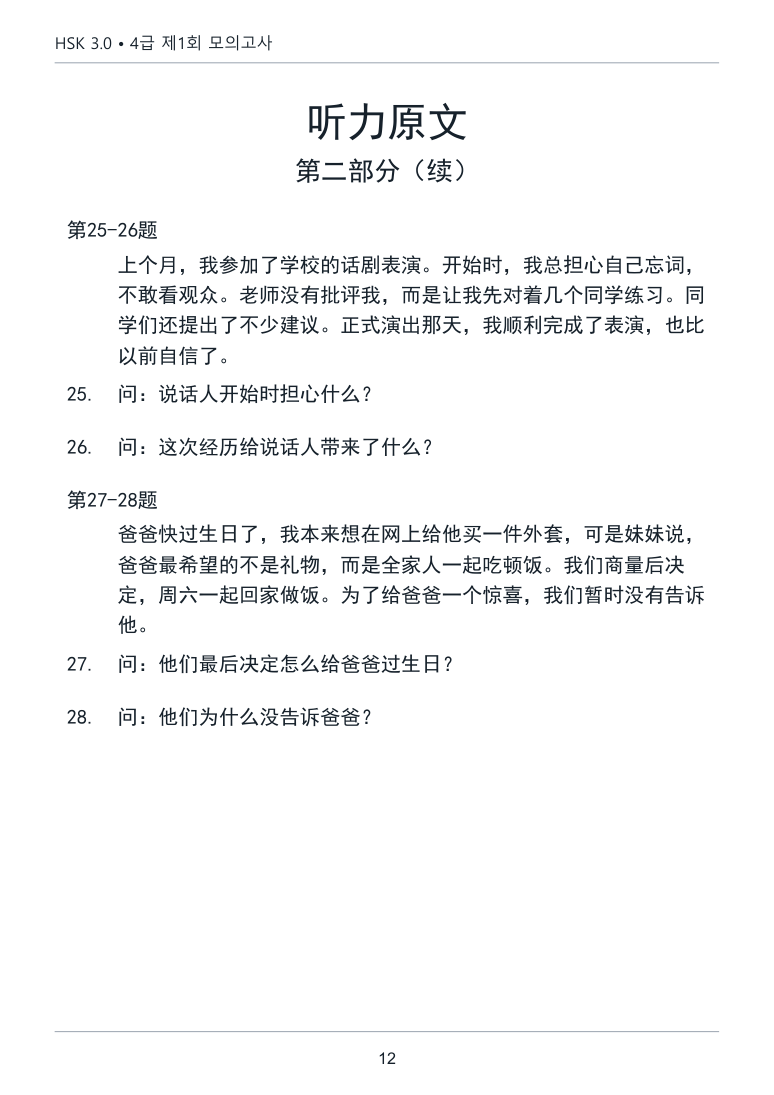 HSK 3.0 • 4급 제1회 모의고사
听力原文
第二部分（续）
第25-26题
上个月，我参加了学校的话剧表演。开始时，我总担心自己忘词，
不敢看观众。老师没有批评我，而是让我先对着几个同学练习。同
学们还提出了不少建议。正式演出那天，我顺利完成了表演，也比
以前自信了。
25. 问：说话人开始时担心什么？
26. 问：这次经历给说话人带来了什么？
第27-28题
爸爸快过生日了，我本来想在网上给他买一件外套，可是妹妹说，
爸爸最希望的不是礼物，而是全家人一起吃顿饭。我们商量后决
定，周六一起回家做饭。为了给爸爸一个惊喜，我们暂时没有告诉
他。
27. 问：他们最后决定怎么给爸爸过生日？
28. 问：他们为什么没告诉爸爸？
12